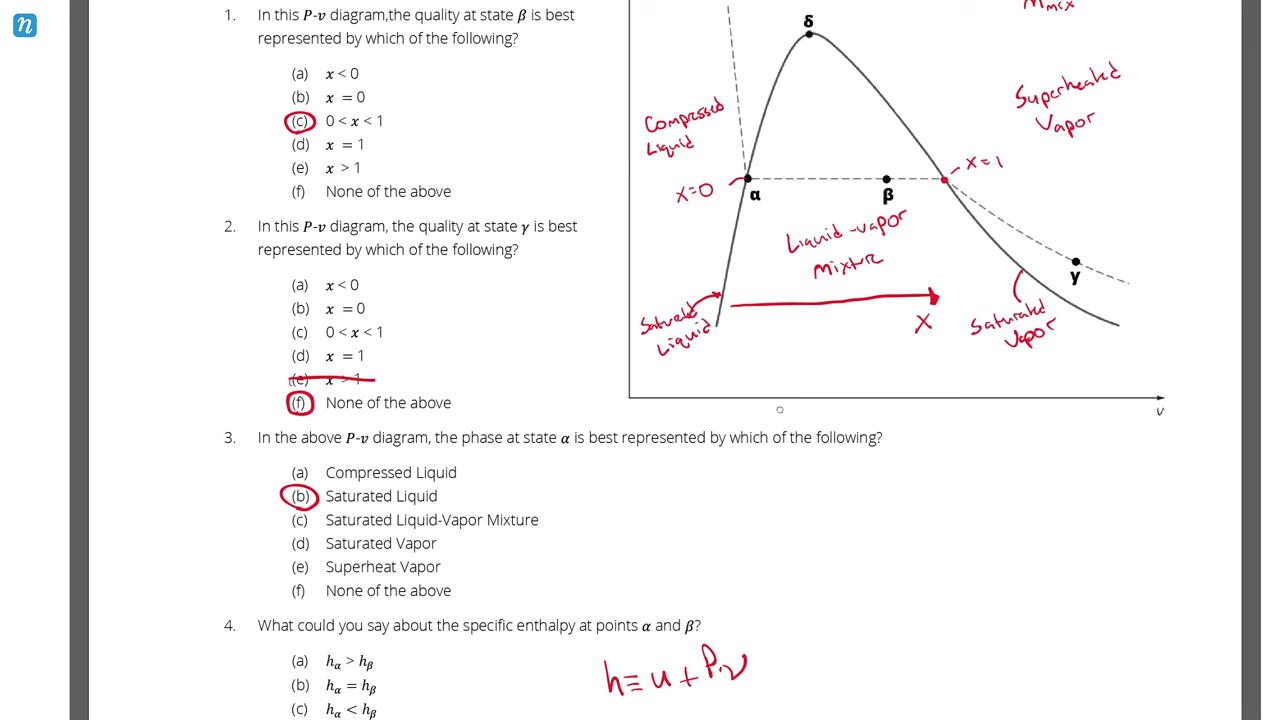 n
1. In this P-v diagram,the quality at state β is best
represented by which of the following?
(a) x < 0
(b) x = 0
(c) 0 < x < 1
(d) x = 1
(e) x > 1
(f) None of the above
2. In this P-v diagram, the quality at state γ is best
represented by which of the following?
(a) x < 0
(b) x = 0
(c) 0 < x < 1
(d) x = 1
(e) x > 1
(f) None of the above
δ
Compressed
Liquid
Superheated
Vapor
x=0
α
β
x=1
γ
Liquid-vapor
mixture
Saturated
Liquid
x
Saturated
Vapor
v
3. In the above P-v diagram, the phase at state α is best represented by which of the following?
(a) Compressed Liquid
(b) Saturated Liquid
(c) Saturated Liquid-Vapor Mixture
(d) Saturated Vapor
(e) Superheat Vapor
(f) None of the above
4. What could you say about the specific enthalpy at points α and β?
(a) hα > hβ
(b) hα = hβ
(c) hα < hβ
h≡u+P·v